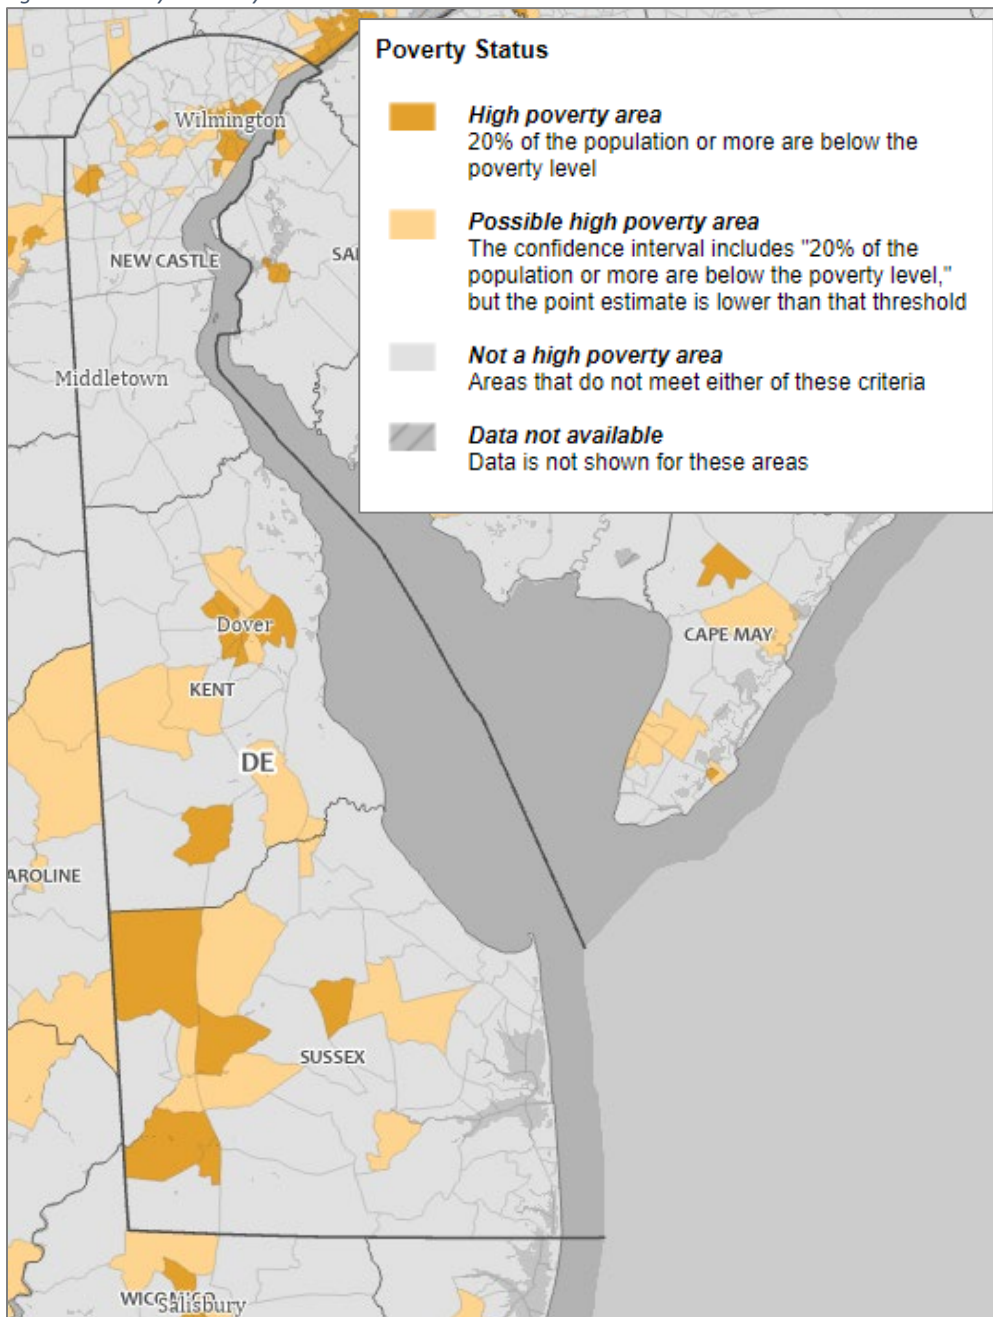 Poverty Status
High poverty area
20% of the population or more are below the
poverty level
Possible high poverty area
The confidence interval includes "20% of the
population or more are below the poverty level,"
but the point estimate is lower than that threshold
Not a high poverty area
Areas that do not meet either of these criteria
Data not available
Data is not shown for these areas
Wilmington
NEW CASTLE
SAL
Middletown
Dover
CAPE MAY
KENT
DE
AROLINE
SUSSEX
WICOMICO
Salisbury